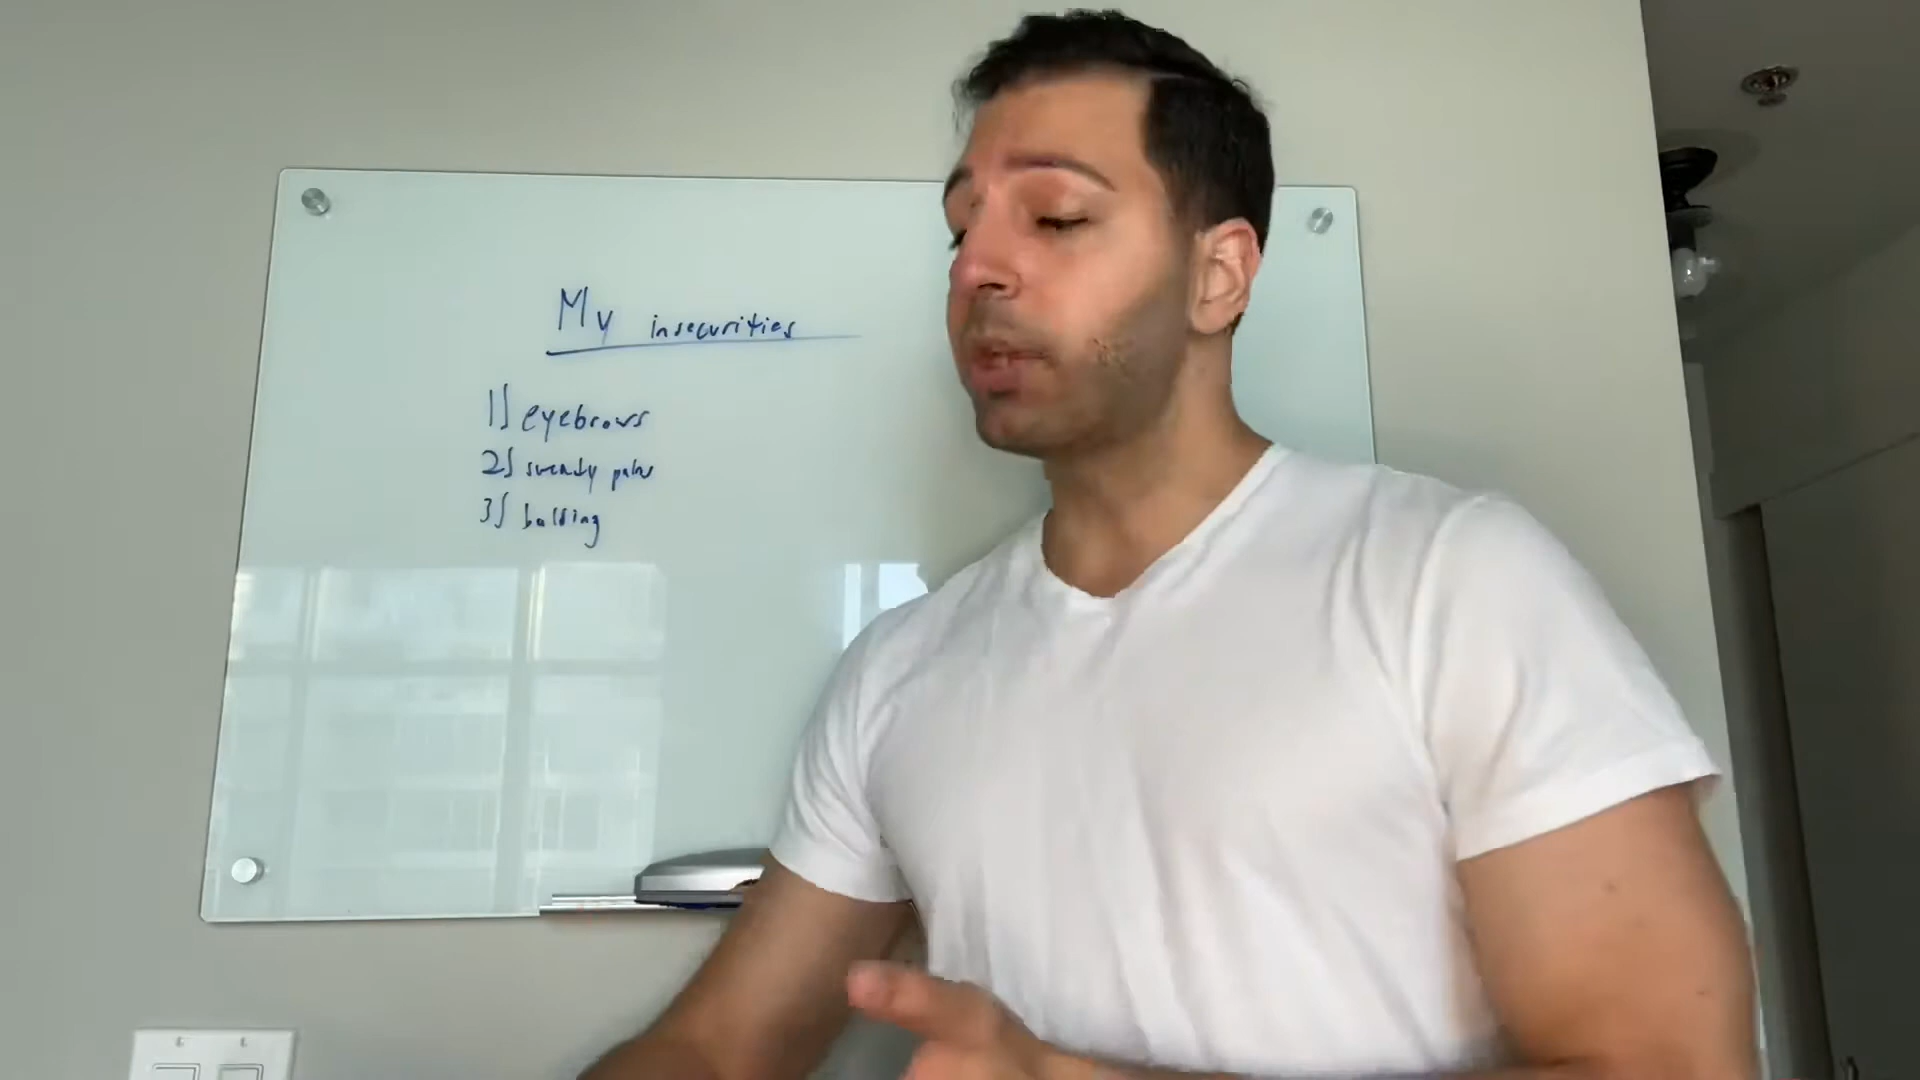 My insecurities
1) eyebrows
2) sweaty palms
3) balding